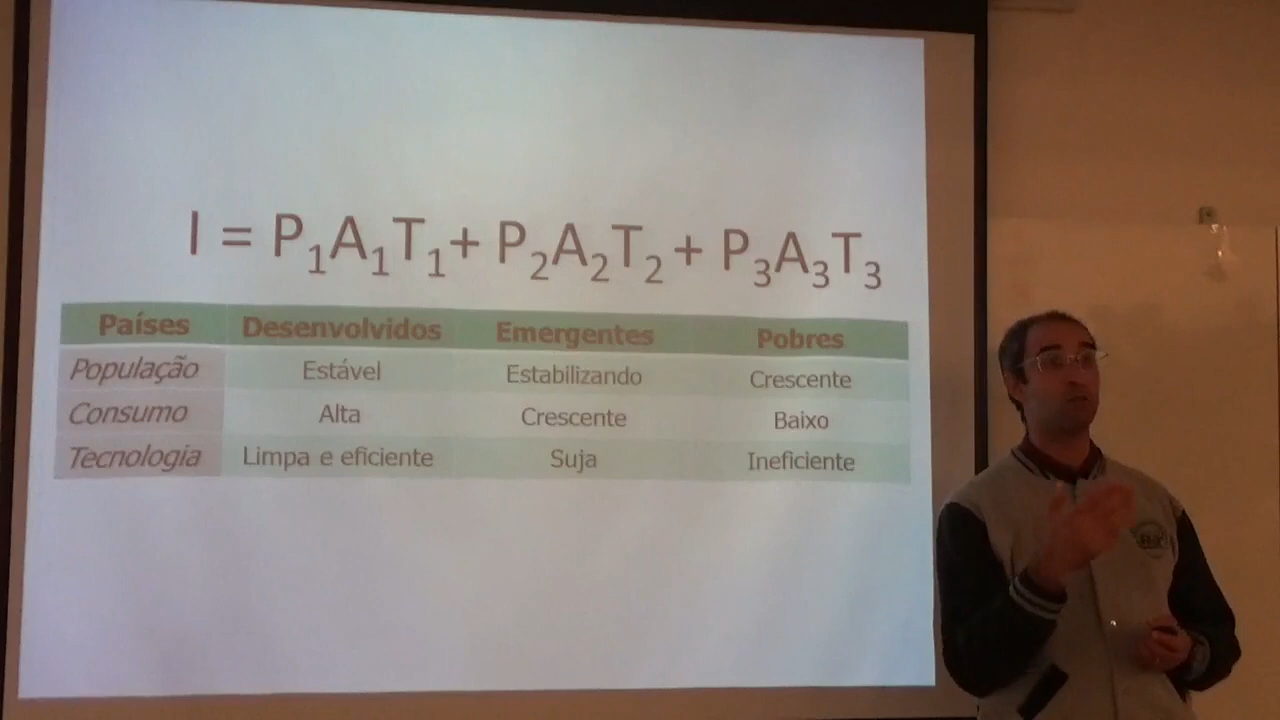 I = P₁A₁T₁+ P₂A₂T₂ + P₃A₃T₃
Países Desenvolvidos Emergentes Pobres
População Estável Estabilizando Crescente
Consumo Alta Crescente Baixo
Tecnologia Limpa e eficiente Suja Ineficiente